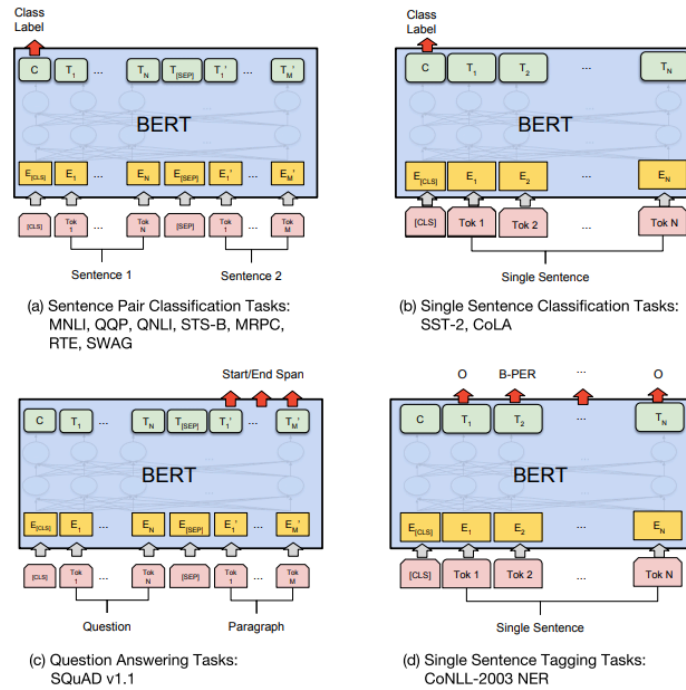 Class
Label
C T1 ... TN T[SEP] T1' ... TM'
BERT
E[CLS] E1 ... EN E[SEP] E1' ... EM'
[CLS] Tok 1 ... Tok N [SEP] Tok 1 ... Tok M
Sentence 1 Sentence 2
(a) Sentence Pair Classification Tasks:
MNLI, QQP, QNLI, STS-B, MRPC,
RTE, SWAG
Class
Label
C T1 T2 ... TN
BERT
E[CLS] E1 E2 ... EN
[CLS] Tok 1 Tok 2 ... Tok N
Single Sentence
(b) Single Sentence Classification Tasks:
SST-2, CoLA
Start/End Span
C T1 ... TN T[SEP] T1' ... TM'
BERT
E[CLS] E1 ... EN E[SEP] E1' ... EM'
[CLS] Tok 1 ... Tok N [SEP] Tok 1 ... Tok M
Question Paragraph
(c) Question Answering Tasks:
SQuAD v1.1
O B-PER ... O
C T1 T2 ... TN
BERT
E[CLS] E1 E2 ... EN
[CLS] Tok 1 Tok 2 ... Tok N
Single Sentence
(d) Single Sentence Tagging Tasks:
CoNLL-2003 NER